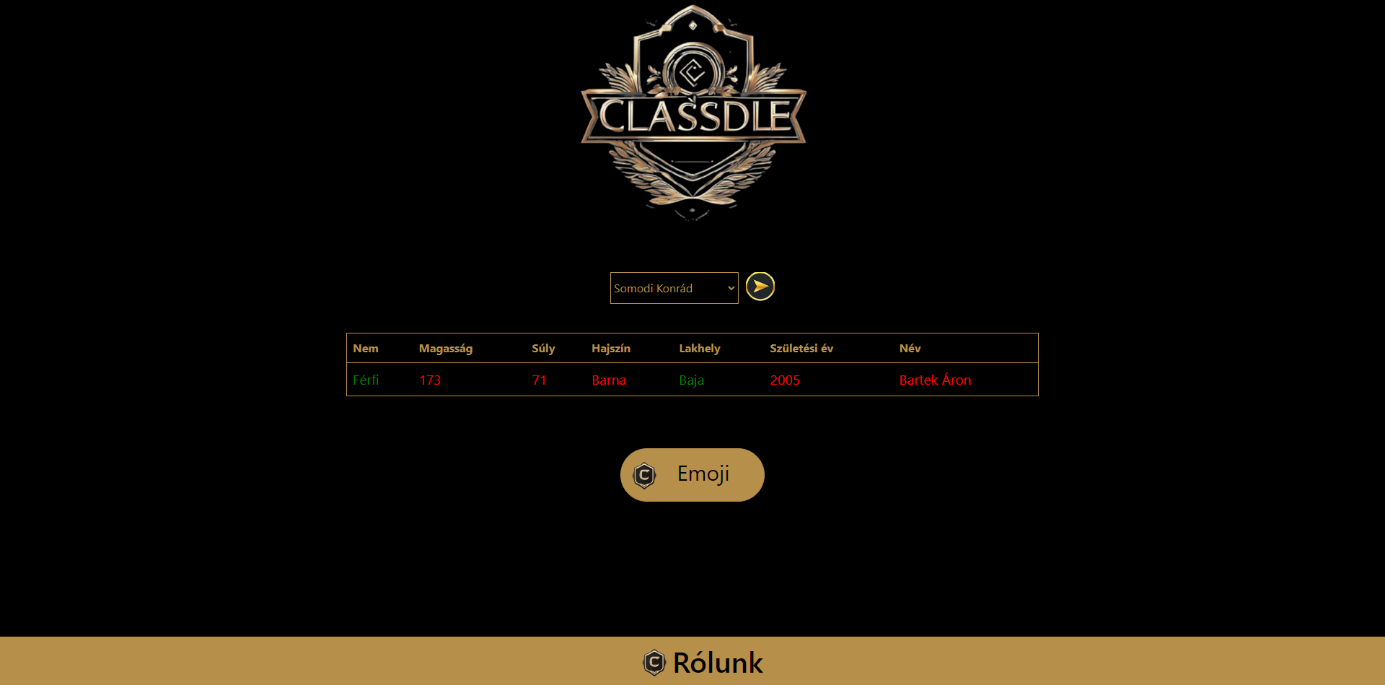 CLASSDLE
Somodi Konrád
Nem Magasság Súly Hajszín Lakhely Születési év Név
Férfi 173 71 Barna Baja 2005 Bartek Áron
C Emoji
C Rólunk